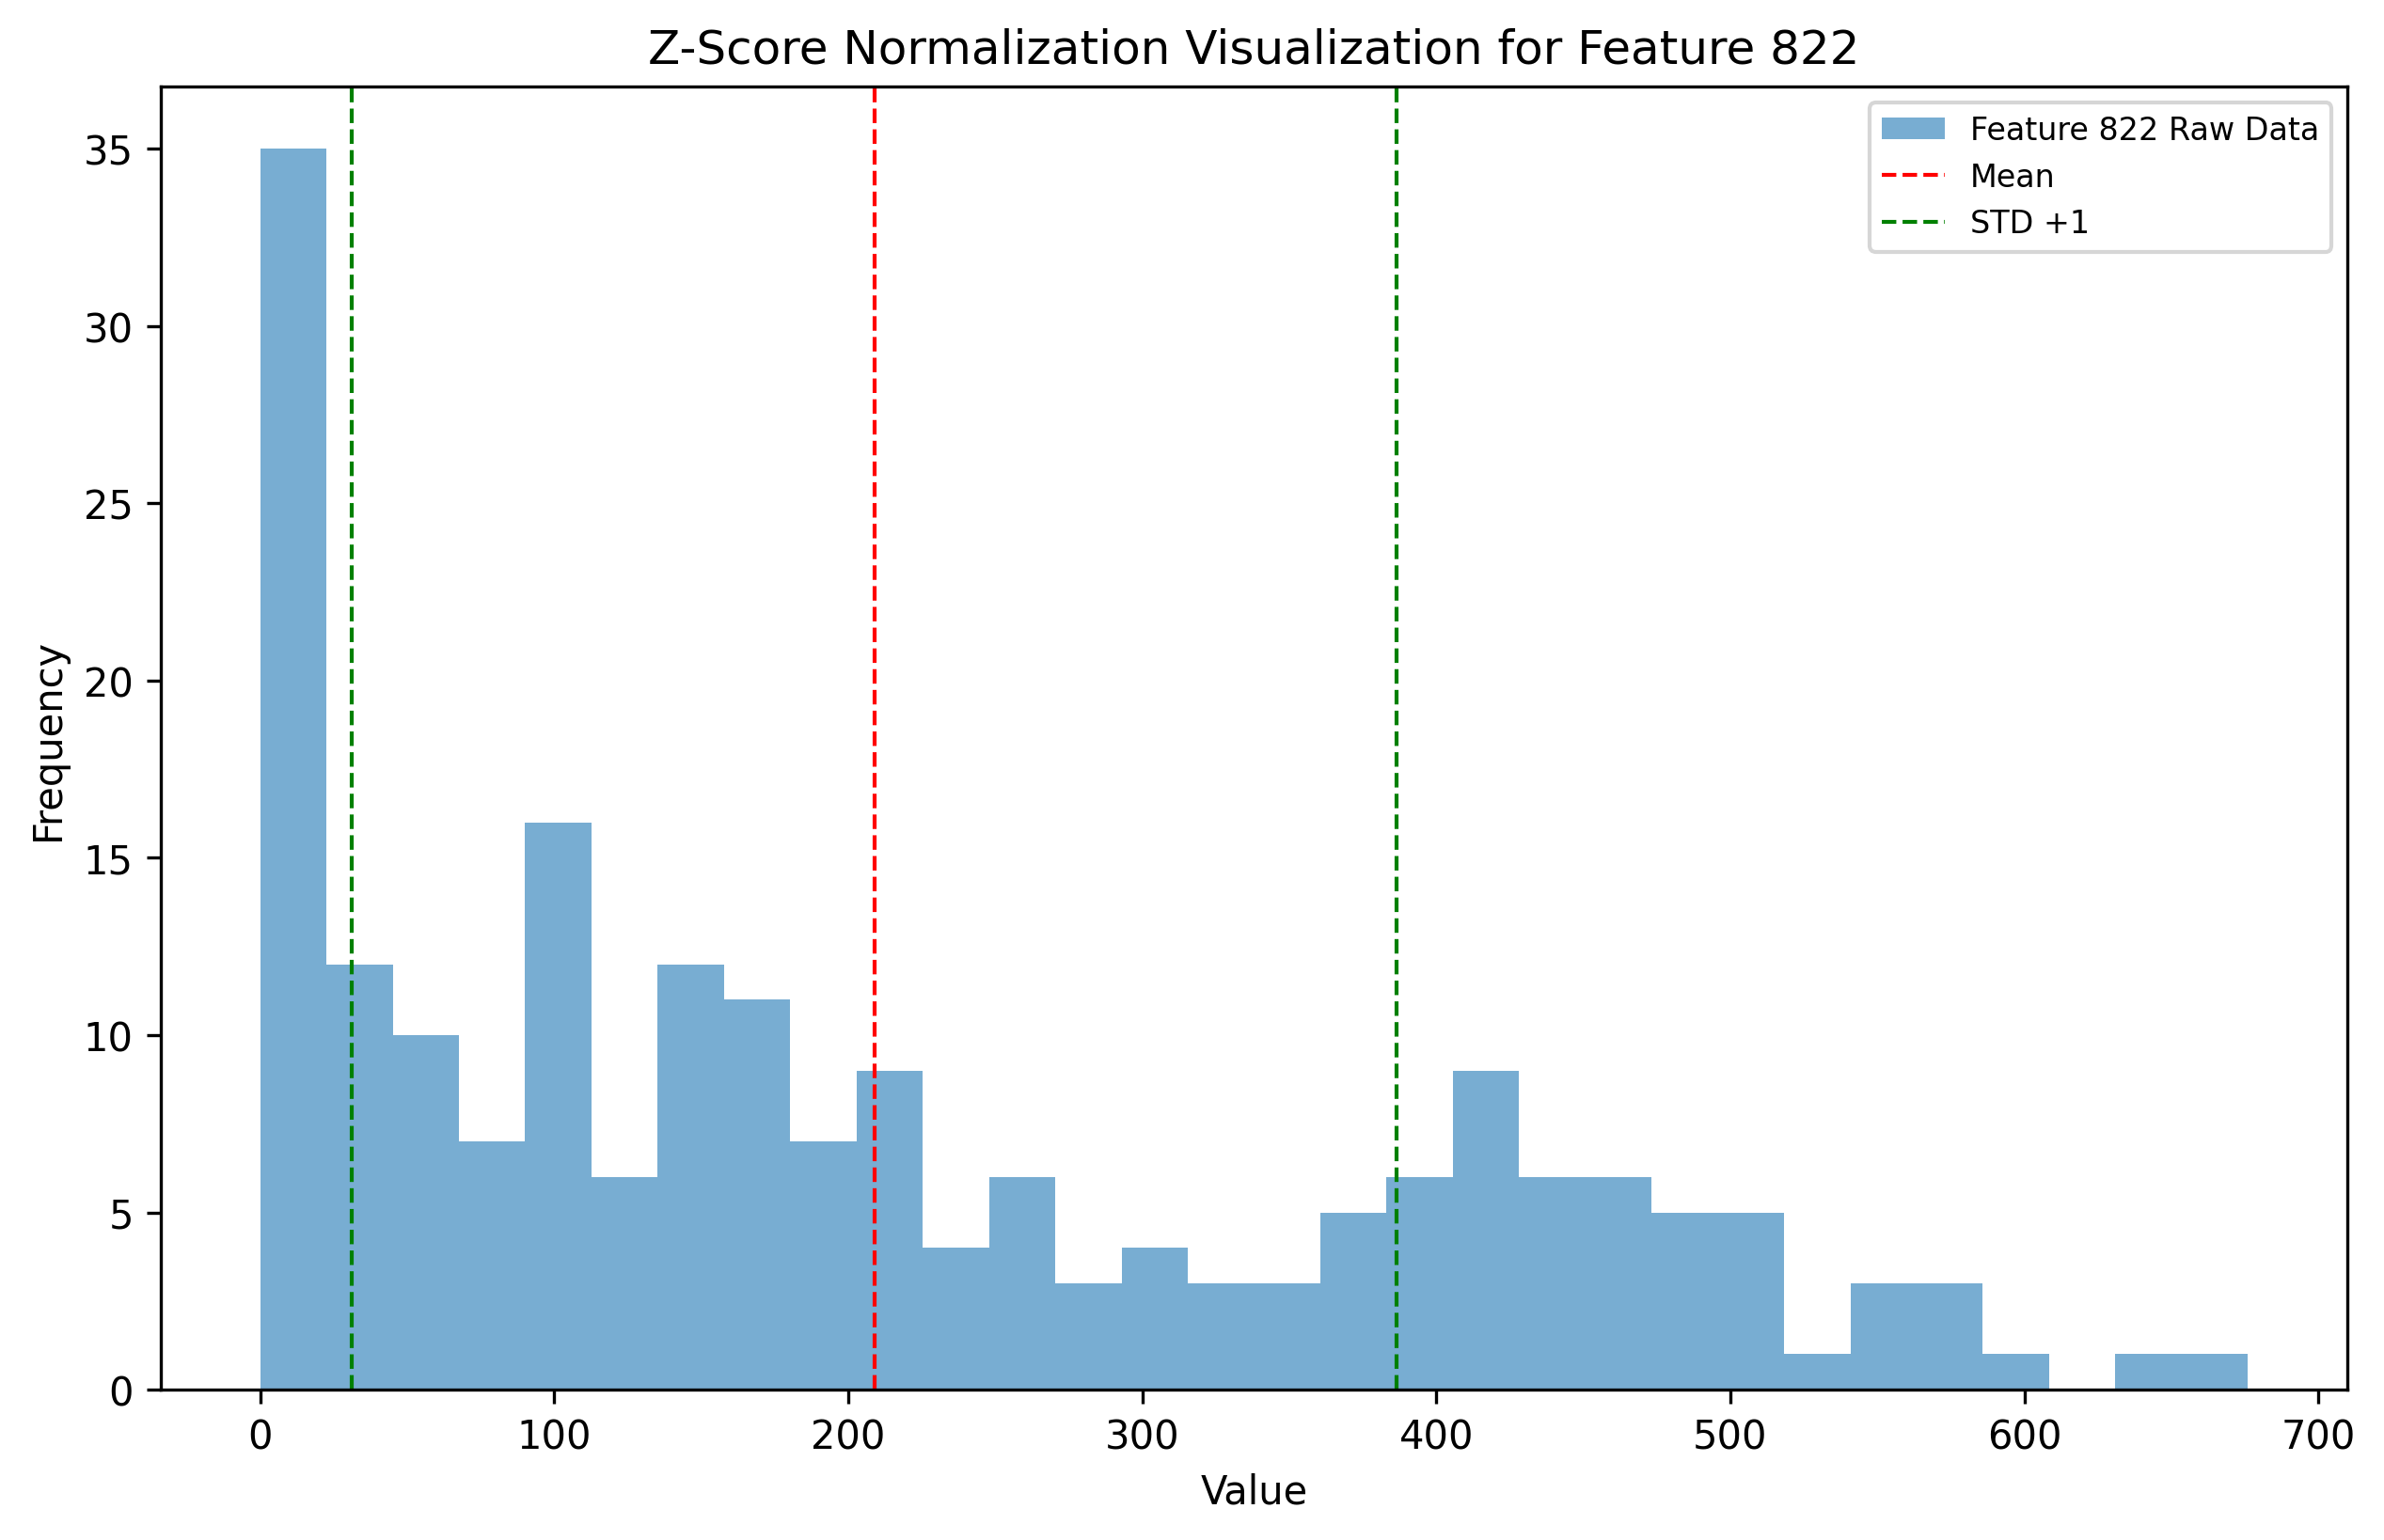 Z-Score Normalization Visualization for Feature 822
Feature 822 Raw Data
Mean
STD +1
35
30
25
20
15
10
5
0
Frequency
0 100 200 300 400 500 600 700
Value